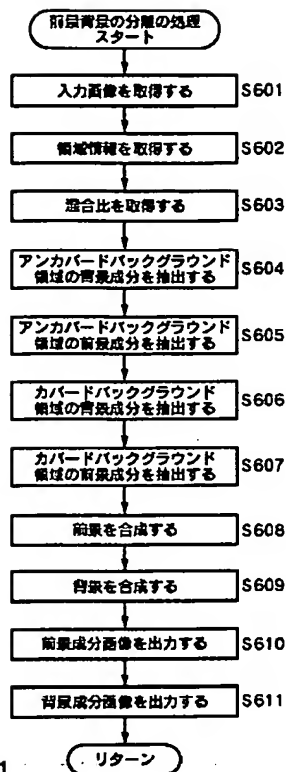 前景背景の分離の処理
スタート
入力画像を取得する S601
領域情報を取得する S602
混合比を取得する S603
アンカバードバックグラウンド
領域の背景成分を抽出する S604
アンカバードバックグラウンド
領域の前景成分を抽出する S605
カバードバックグラウンド
領域の背景成分を抽出する S606
カバードバックグラウンド
領域の前景成分を抽出する S607
前景を合成する S608
背景を合成する S609
前景成分画像を出力する S610
背景成分画像を出力する S611
リターン
1